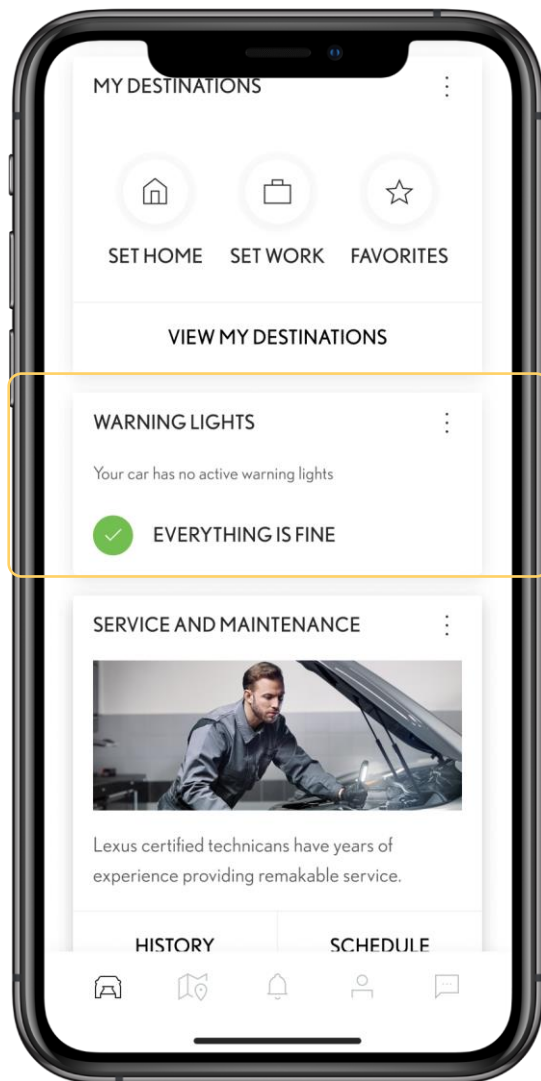 MY DESTINATIONS
SET HOME SET WORK FAVORITES
VIEW MY DESTINATIONS
WARNING LIGHTS
Your car has no active warning lights
EVERYTHING IS FINE
SERVICE AND MAINTENANCE
Lexus certified technicans have years of
experience providing remakable service.
HISTORY SCHEDULE